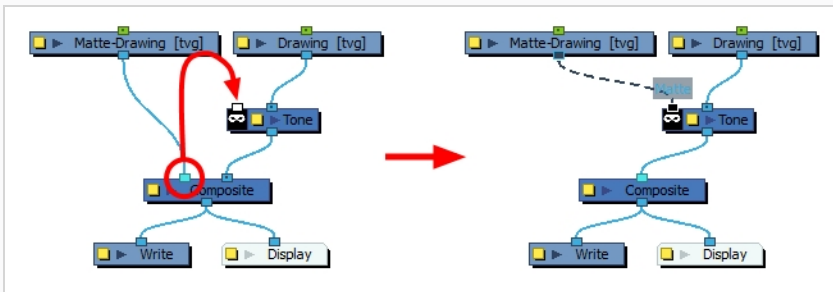 Matte-Drawing [tvg]
Drawing [tvg]
Tone
Composite
Write
Display
Matte-Drawing [tvg]
Drawing [tvg]
Matte
Tone
Composite
Write
Display